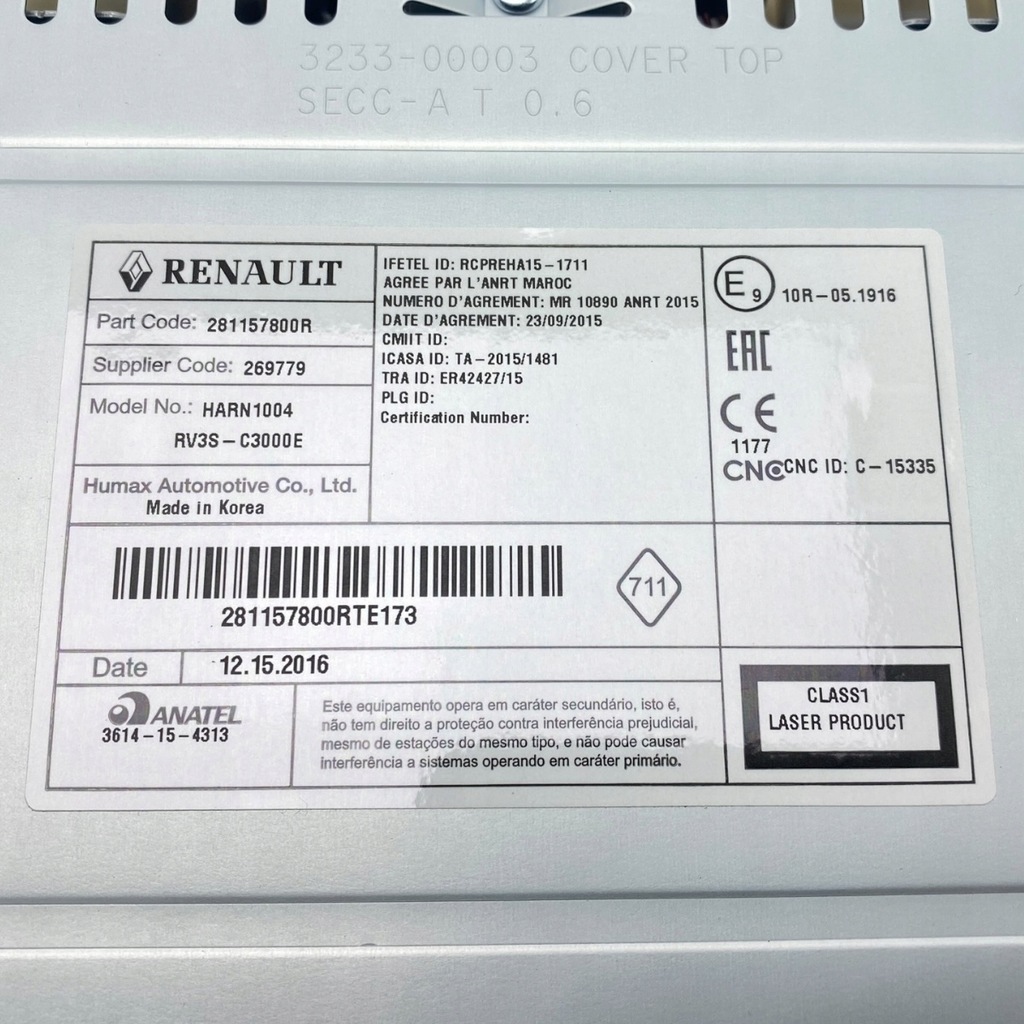 3233-00003 COVER TOP
SECC-A T 0.6
RENAULT
Part Code: 281157800R
Supplier Code: 269779
Model No.: HARN1004
RV3S-C3000E
Humax Automotive Co., Ltd.
Made in Korea
IFETEL ID: RCPREHA15-1711
AGREE PAR L'ANRT MAROC
NUMERO D'AGREMENT: MR 10890 ANRT 2015
DATE D'AGREMENT: 23/09/2015
CMIIT ID:
ICASA ID: TA-2015/1481
TRA ID: ER42427/15
PLG ID:
Certification Number:
E9 10R-05.1916
EAC
CE
1177
CNC CNC ID: C-15335
281157800RTE173
711
Date 12.15.2016
ANATEL
3614-15-4313
Este equipamento opera em caráter secundário, isto é,
não tem direito a proteção contra interferência prejudicial,
mesmo de estações do mesmo tipo, e não pode causar
interferência a sistemas operando em caráter primário.
CLASS1
LASER PRODUCT